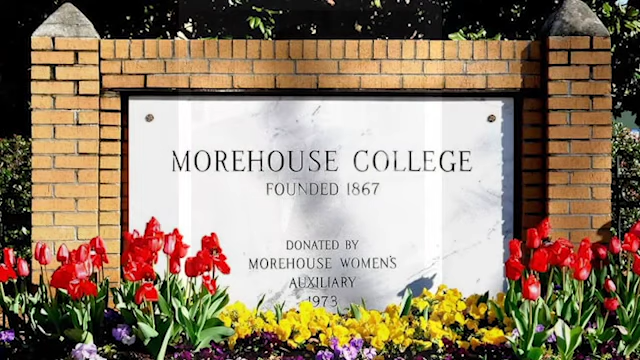 MOREHOUSE COLLEGE
FOUNDED 1867
DONATED BY
MOREHOUSE WOMEN'S
AUXILIARY
1973